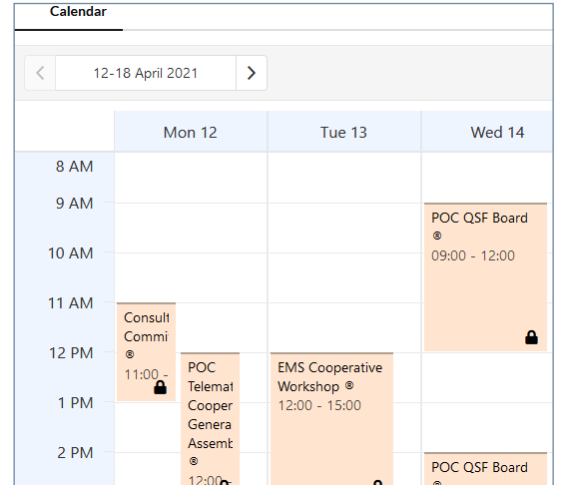 Calendar
12-18 April 2021
Mon 12
Tue 13
Wed 14
8 AM
9 AM
10 AM
11 AM
12 PM
1 PM
2 PM
Consult
Commi
®
11:00 -
POC
Telemat
Cooper
Genera
Assemb
®
12:00 -
EMS Cooperative
Workshop ®
12:00 - 15:00
POC QSF Board
®
09:00 - 12:00
POC QSF Board
®